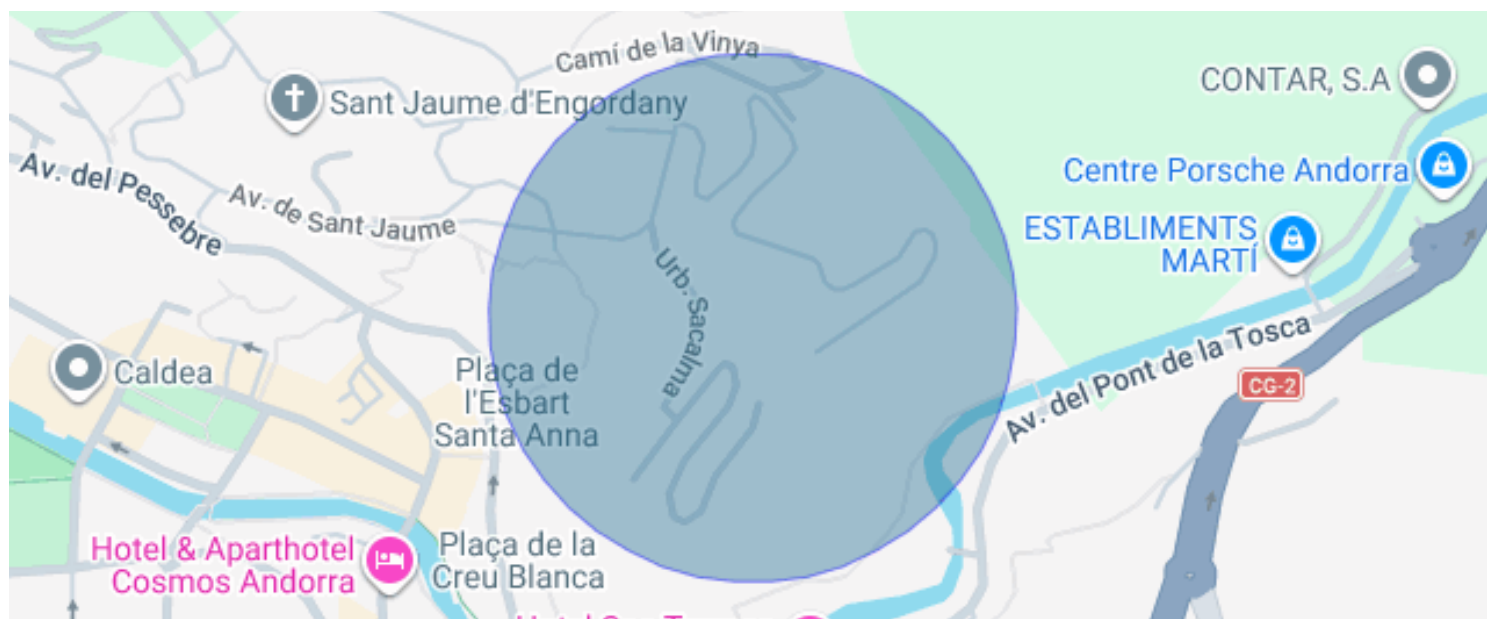 Camí de la Vinya
CONTAR, S.A
Sant Jaume d'Engordany
Centre Porsche Andorra
Av. del Pessebre
Av. de Sant Jaume
ESTABLIMENTS
MARTÍ
Urb. Sacalma
Av. del Pont de la Tosca
Caldea
Plaça de
l'Esbart
Santa Anna
CG-2
Hotel & Aparthotel
Cosmos Andorra
Plaça de la
Creu Blanca